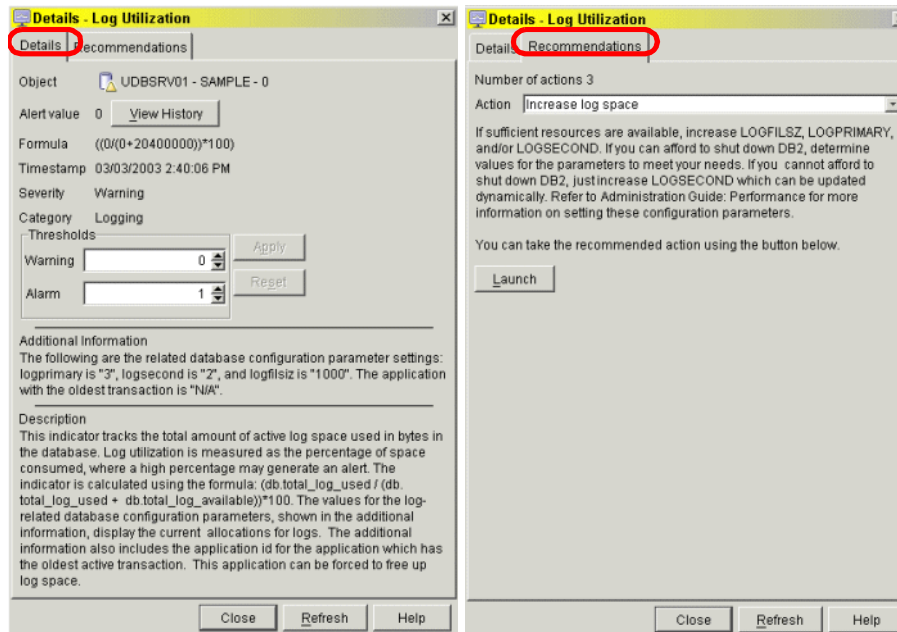 Details - Log Utilization
Details
Recommendations
Object UDBSRV01 - SAMPLE - 0
Alert value 0 View History
Formula ((0/(0+20400000))*100)
Timestamp 03/03/2003 2:40:06 PM
Severity Warning
Category Logging
Thresholds
Warning 0
Apply
Alarm 1
Reset
Additional Information
The following are the related database configuration parameter settings:
logprimary is "3", logsecond is "2", and logfilsiz is "1000". The application
with the oldest transaction is "N/A".
Description
This indicator tracks the total amount of active log space used in bytes in
the database. Log utilization is measured as the percentage of space
consumed, where a high percentage may generate an alert. The
indicator is calculated using the formula: (db.total_log_used / (db.
total_log_used + db.total_log_available))*100. The values for the log-
related database configuration parameters, shown in the additional
information, display the current allocations for logs. The additional
information also includes the application id for the application which has
the oldest active transaction. This application can be forced to free up
log space.
Close Refresh Help
Details - Log Utilization
Details
Recommendations
Number of actions 3
Action Increase log space
If sufficient resources are available, increase LOGFILSZ, LOGPRIMARY,
and/or LOGSECOND. If you can afford to shut down DB2, determine
values for the parameters to meet your needs. If you cannot afford to
shut down DB2, just increase LOGSECOND which can be updated
dynamically. Refer to Administration Guide: Performance for more
information on setting these configuration parameters.
You can take the recommended action using the button below.
Launch
Close Refresh Help